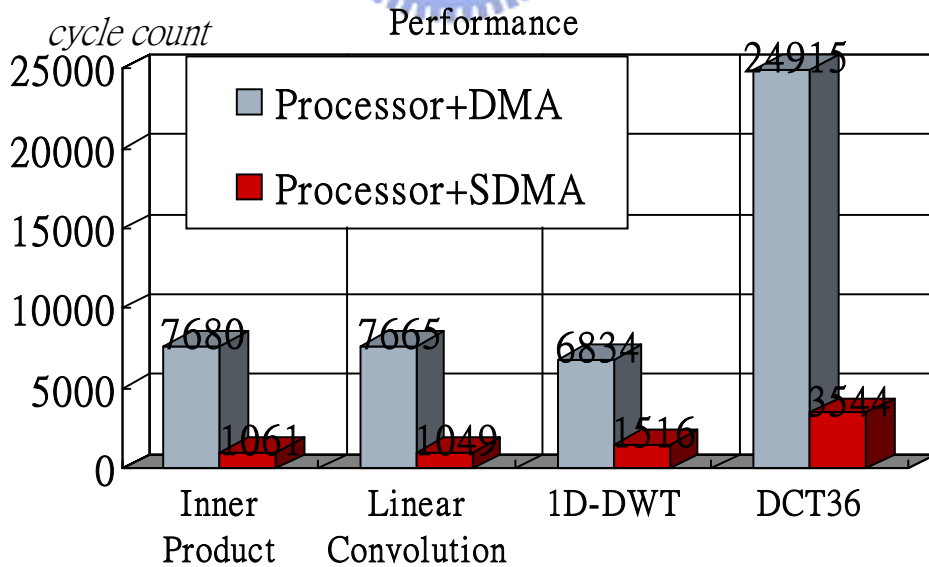 Performance
cycle count
25000
20000
15000
10000
5000
0
Processor+DMA
Processor+SDMA
7680
1061
7665
1049
6834
1516
24915
3544
Inner
Product
Linear
Convolution
1D-DWT
DCT36